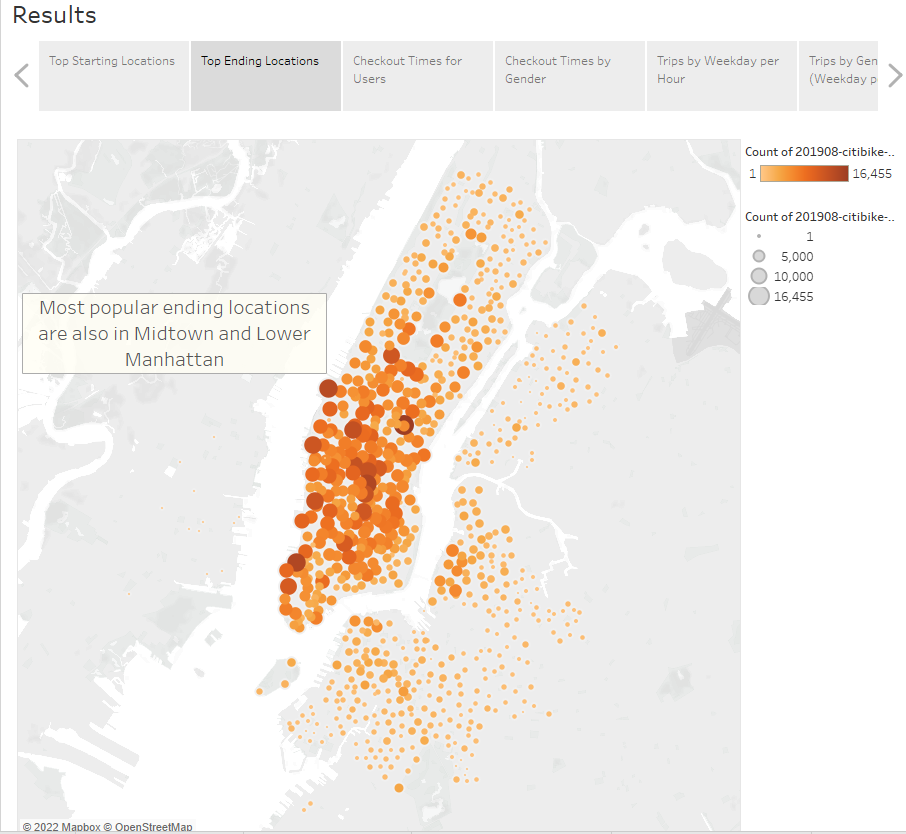 Results
Top Starting Locations
Top Ending Locations
Checkout Times for
Users
Checkout Times by
Gender
Trips by Weekday per
Hour
Trips by Gen
(Weekday p
Count of 201908-citibike-..
1
16,455
Count of 201908-citibike-..
1
5,000
10,000
16,455
Most popular ending locations
are also in Midtown and Lower
Manhattan
© 2022 Mapbox © OpenStreetMap